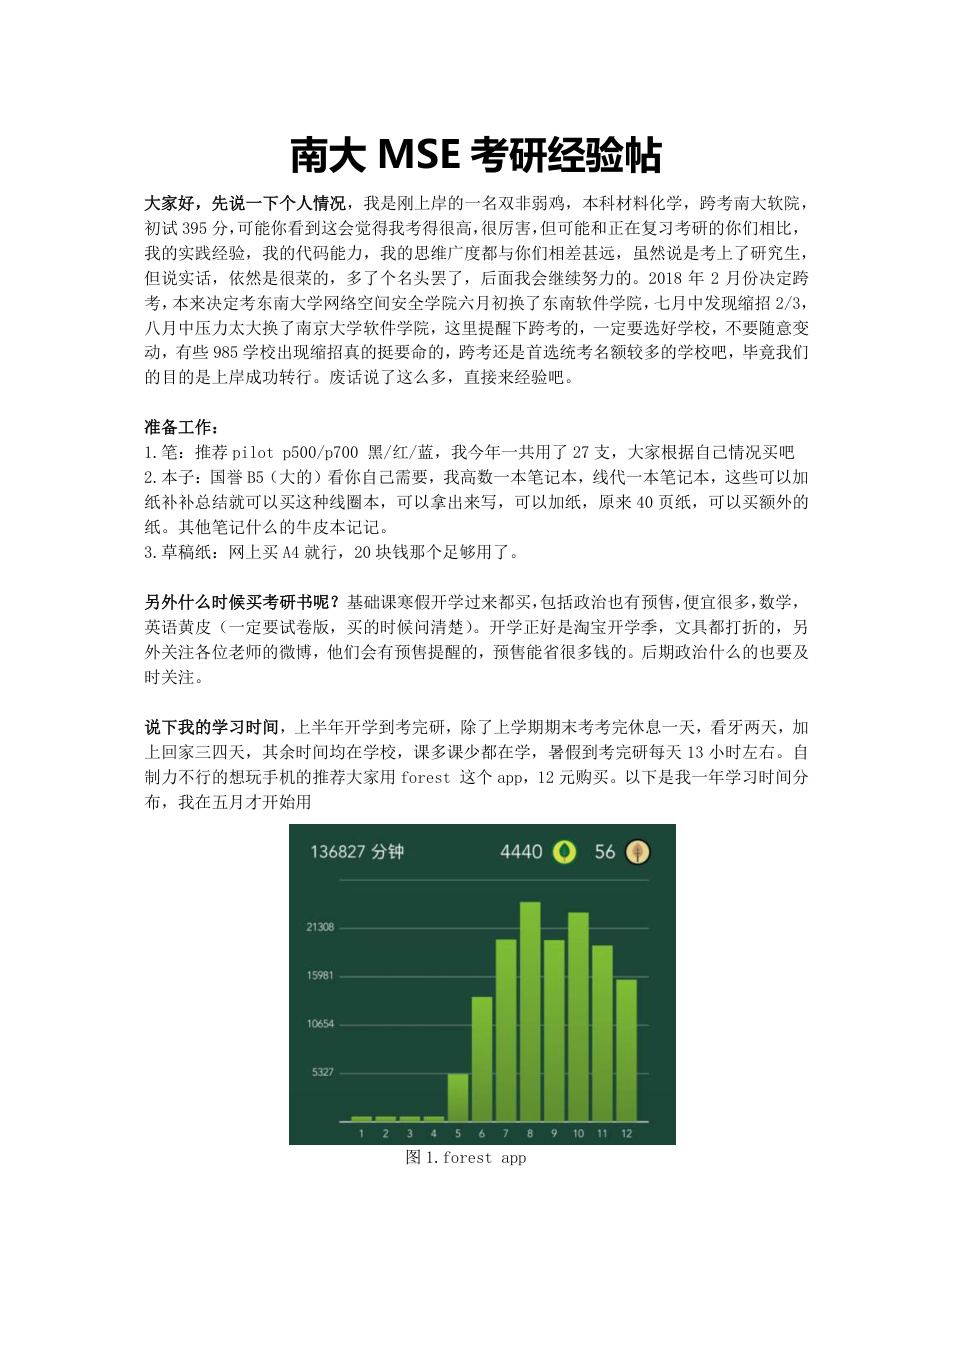 南大 MSE 考研经验帖
大家好，先说一下个人情况，我是刚上岸的一名双非弱鸡，本科材料化学，跨考南大软院，
初试 395 分，可能你看到这会觉得我考得很高，很厉害，但可能和正在复习考研的你们相比，
我的实践经验，我的代码能力，我的思维广度都与你们相差甚远，虽然说是考上了研究生，
但说实话，依然是很菜的，多了个名头罢了，后面我会继续努力的。2018 年 2 月份决定跨
考，本来决定考东南大学网络空间安全学院六月初换了东南软件学院，七月中发现缩招 2/3，
八月中压力太大换了南京大学软件学院，这里提醒下跨考的，一定要选好学校，不要随意变
动，有些 985 学校出现缩招真的挺要命的，跨考还是首选统考名额较多的学校吧，毕竟我们
的目的是上岸成功转行。废话说了这么多，直接来经验吧。
准备工作：
1.笔：推荐 pilot p500/p700 黑/红/蓝，我今年一共用了 27 支，大家根据自己情况买吧
2.本子：国誉 B5（大的）看你自己需要，我高数一本笔记本，线代一本笔记本，这些可以加
纸补补总结就可以买这种线圈本，可以拿出来写，可以加纸，原来 40 页纸，可以买额外的
纸。其他笔记什么的牛皮本记记。
3.草稿纸：网上买 A4 就行，20 块钱那个足够用了。
另外什么时候买考研书呢？基础课寒假开学过来都买，包括政治也有预售，便宜很多，数学，
英语黄皮（一定要试卷版，买的时候问清楚）。开学正好是淘宝开学季，文具都打折的，另
外关注各位老师的微博，他们会有预售提醒的，预售能省很多钱的。后期政治什么的也要及
时关注。
说下我的学习时间，上半年开学到考完研，除了上学期期末考考完休息一天，看牙两天，加
上回家三四天，其余时间均在学校，课多课少都在学，暑假到考完研每天 13 小时左右。自
制力不行的想玩手机的推荐大家用 forest 这个 app，12 元购买。以下是我一年学习时间分
布，我在五月才开始用
136827 分钟 4440 56
21308
15981
10654
5327
1 2 3 4 5 6 7 8 9 10 11 12
图 1.forest app